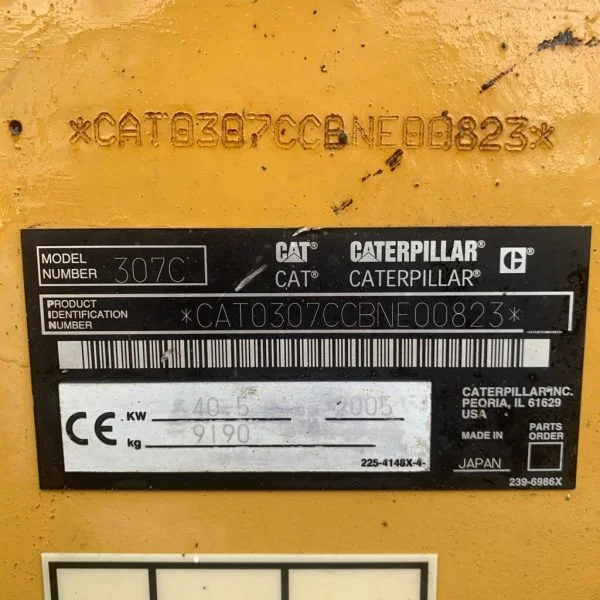 *CAT0307CCBNE00823*
MODEL NUMBER 307C
CAT® CATERPILLAR® C
CAT® CATERPILLAR®
PRODUCT IDENTIFICATION NUMBER *CAT0307CCBNE00823*
CE KW 40.5 2005
kg 9190
225-4148X-4-
CATERPILLAR INC.
PEORIA, IL 61629
USA
MADE IN JAPAN
PARTS ORDER
239-6986X